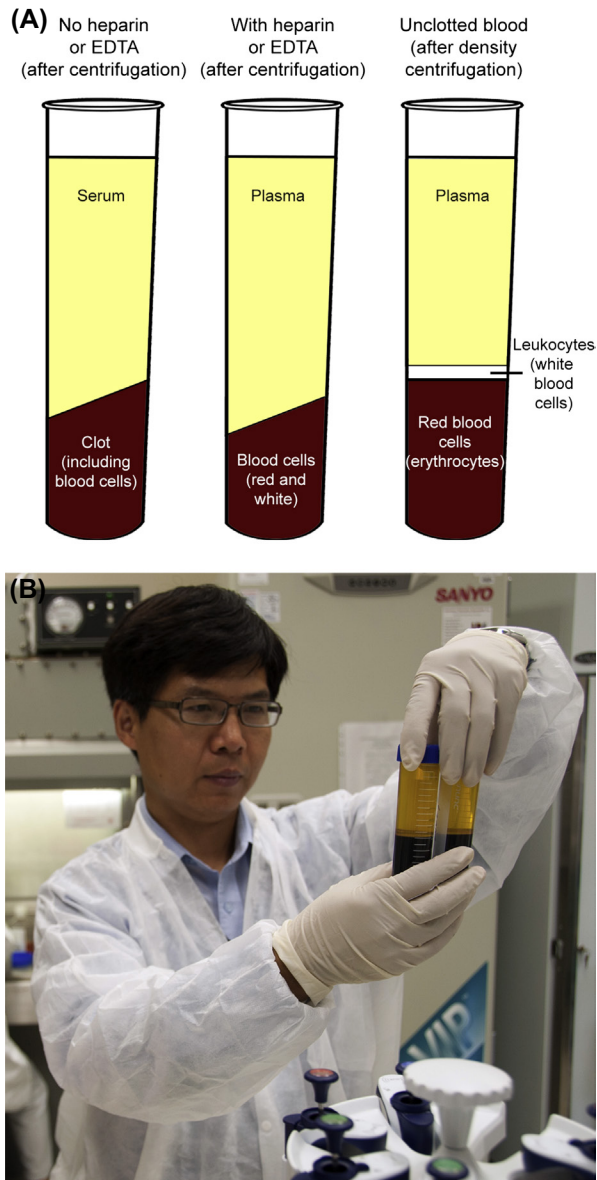 (A)
No heparin
or EDTA
(after centrifugation)
With heparin
or EDTA
(after centrifugation)
Unclotted blood
(after density
centrifugation)
Serum
Plasma
Plasma
Leukocytes
(white
blood
cells)
Clot
(including
blood cells)
Blood cells
(red and
white)
Red blood
cells
(erythrocytes)
(B)
SANYO
VIP